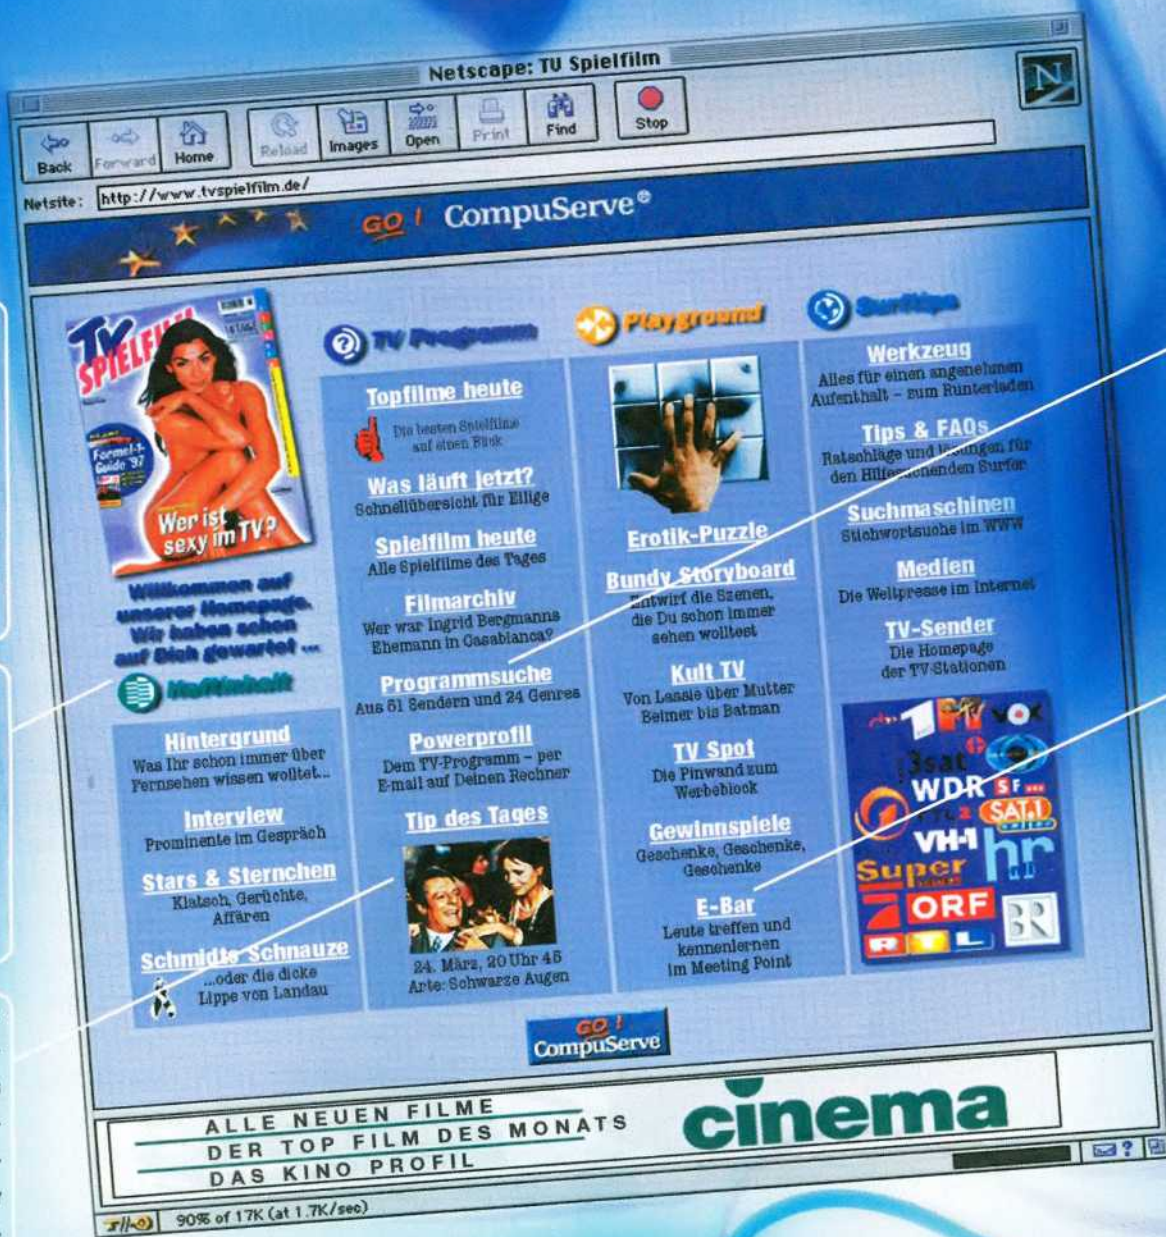 Netscape: TV Spielfilm
Back
Forward
Home
Reload
Images
Open
Print
Find
Stop
N
Netsite: http://www.tvspielfilm.de/
GO! CompuServe®
TV
SPIELFILM
Formel-1-
Guide '97
Wer ist
sexy im TV?
Willkommen auf
unserer Homepage.
Wir haben schon
auf Dich gewartet ...
Heftinhalt
Hintergrund
Was Ihr schon immer über
Fernsehen wissen wolltet...
Interview
Prominente im Gespräch
Stars & Sternchen
Klatsch, Gerüchte,
Affären
Schmidts Schnauze
...oder die dicke
Lippe von Landau
TV Programm
Topfilme heute
Die besten Spielfilme
auf einen Blick
Was läuft jetzt?
Schnellübersicht für Eilige
Spielfilm heute
Alle Spielfilme des Tages
Filmarchiv
Wer war Ingrid Bergmanns
Ehemann in Casablanca?
Programmsuche
Aus 51 Sendern und 24 Genres
Powerprofil
Dem TV-Programm – per
E-mail auf Deinen Rechner
Tip des Tages
24. März, 20 Uhr 45
Arte: Schwarze Augen
Playground
Erotik-Puzzle
Bundy Storyboard
Entwirf die Szenen,
die Du schon immer
sehen wolltest
Kult TV
Von Lassie über Mutter
Beimer bis Batman
TV Spot
Die Pinwand zum
Werbeblock
Gewinnspiele
Geschenke, Geschenke,
Geschenke
E-Bar
Leute treffen und
kennenlernen
im Meeting Point
Surftips
Werkzeug
Alles für einen angenehmen
Aufenthalt – zum Runterladen
Tips & FAQs
Ratschläge und Lösungen für
den Hilfesuchenden Surfer
Suchmaschinen
Stichwortsuche im WWW
Medien
Die Weltpresse im Internet
TV-Sender
Die Homepage
der TV-Stationen
1
VOX
3sat
WDR
SF
SAT.1
VH-1
hr
Super
7
ORF
RTL
BR
GO!
CompuServe
ALLE NEUEN FILME
DER TOP FILM DES MONATS
DAS KINO PROFIL
cinema
90% of 17K (at 1.7K/sec)
?